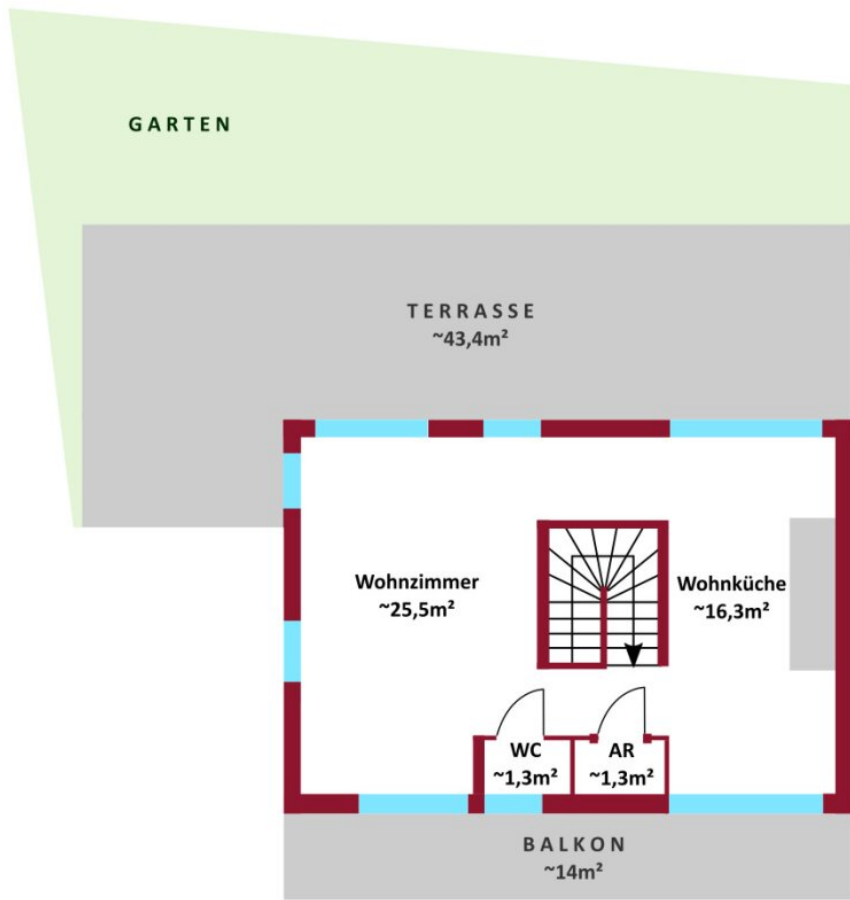 GARTEN
TERRASSE
~43,4m²
Wohnzimmer
~25,5m²
Wohnküche
~16,3m²
WC
~1,3m²
AR
~1,3m²
BALKON
~14m²